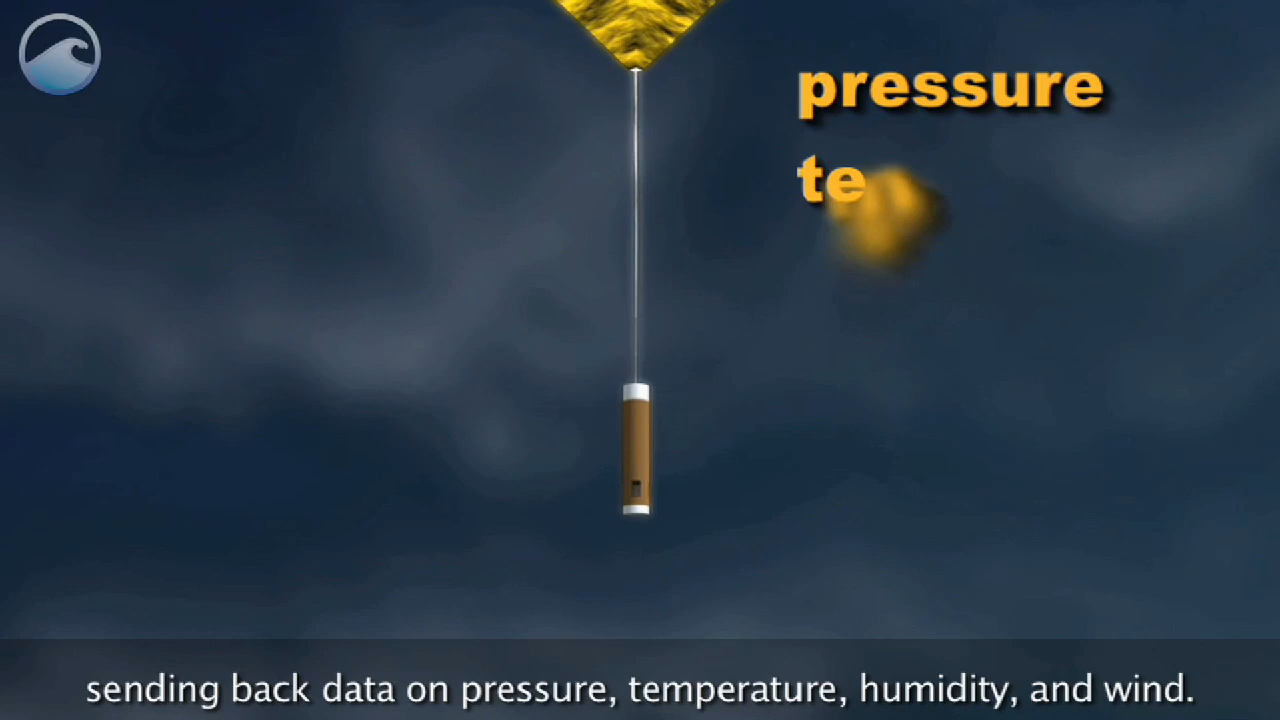 pressure
te
sending back data on pressure, temperature, humidity, and wind.